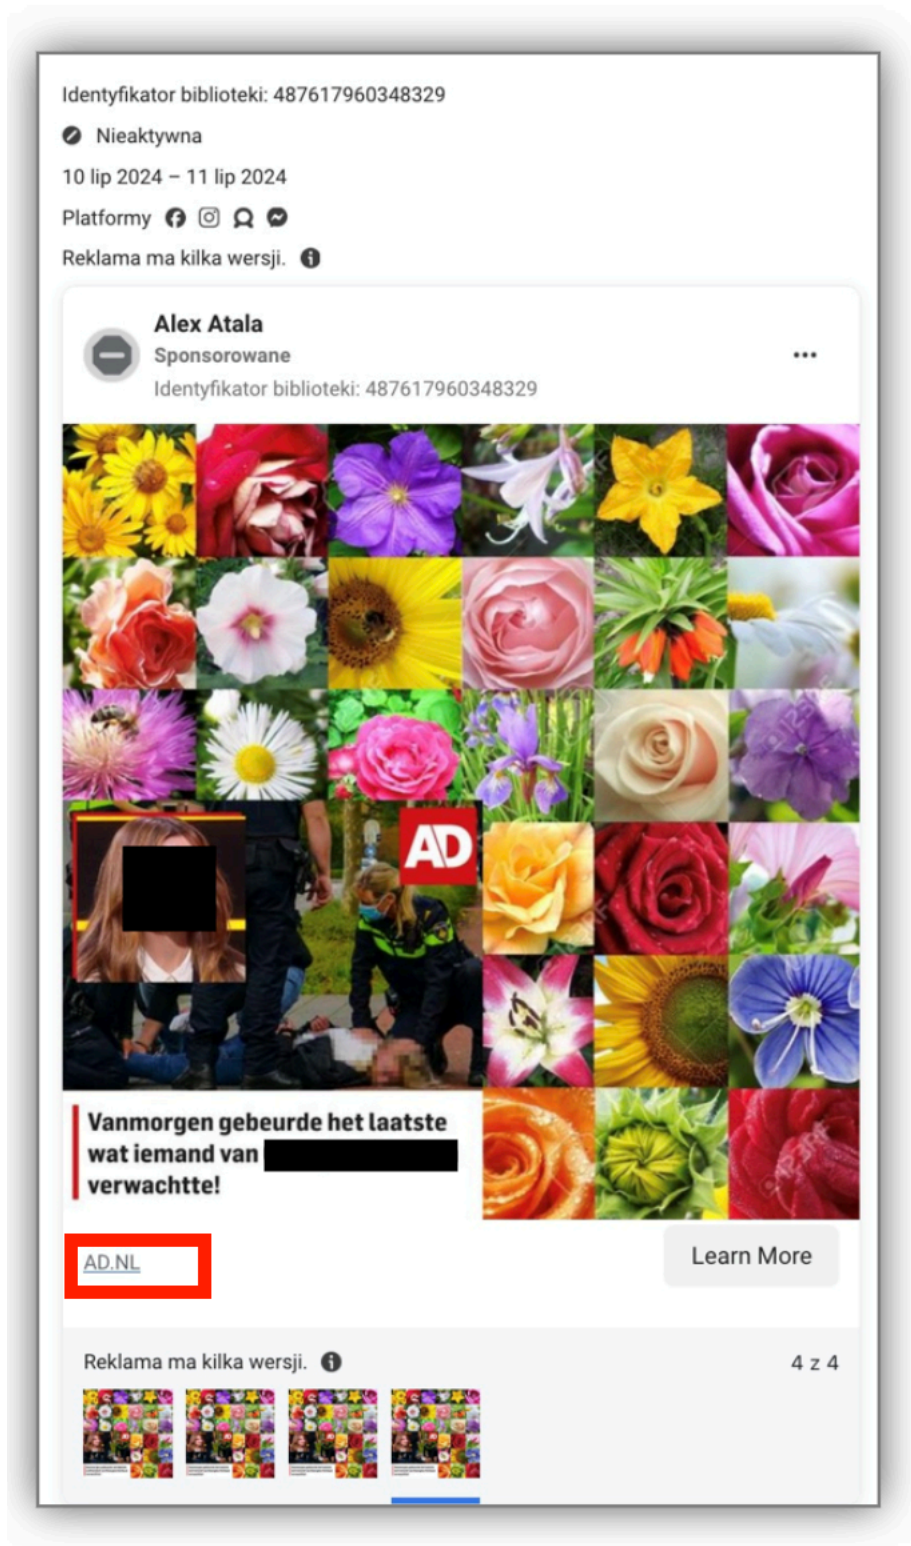 Identyfikator biblioteki: 487617960348329
Nieaktywna
10 lip 2024 – 11 lip 2024
Platformy
Reklama ma kilka wersji.
Alex Atala
Sponsorowane
Identyfikator biblioteki: 487617960348329
AD
Vanmorgen gebeurde het laatste
wat iemand van
verwachtte!
AD.NL
Learn More
Reklama ma kilka wersji.
4 z 4